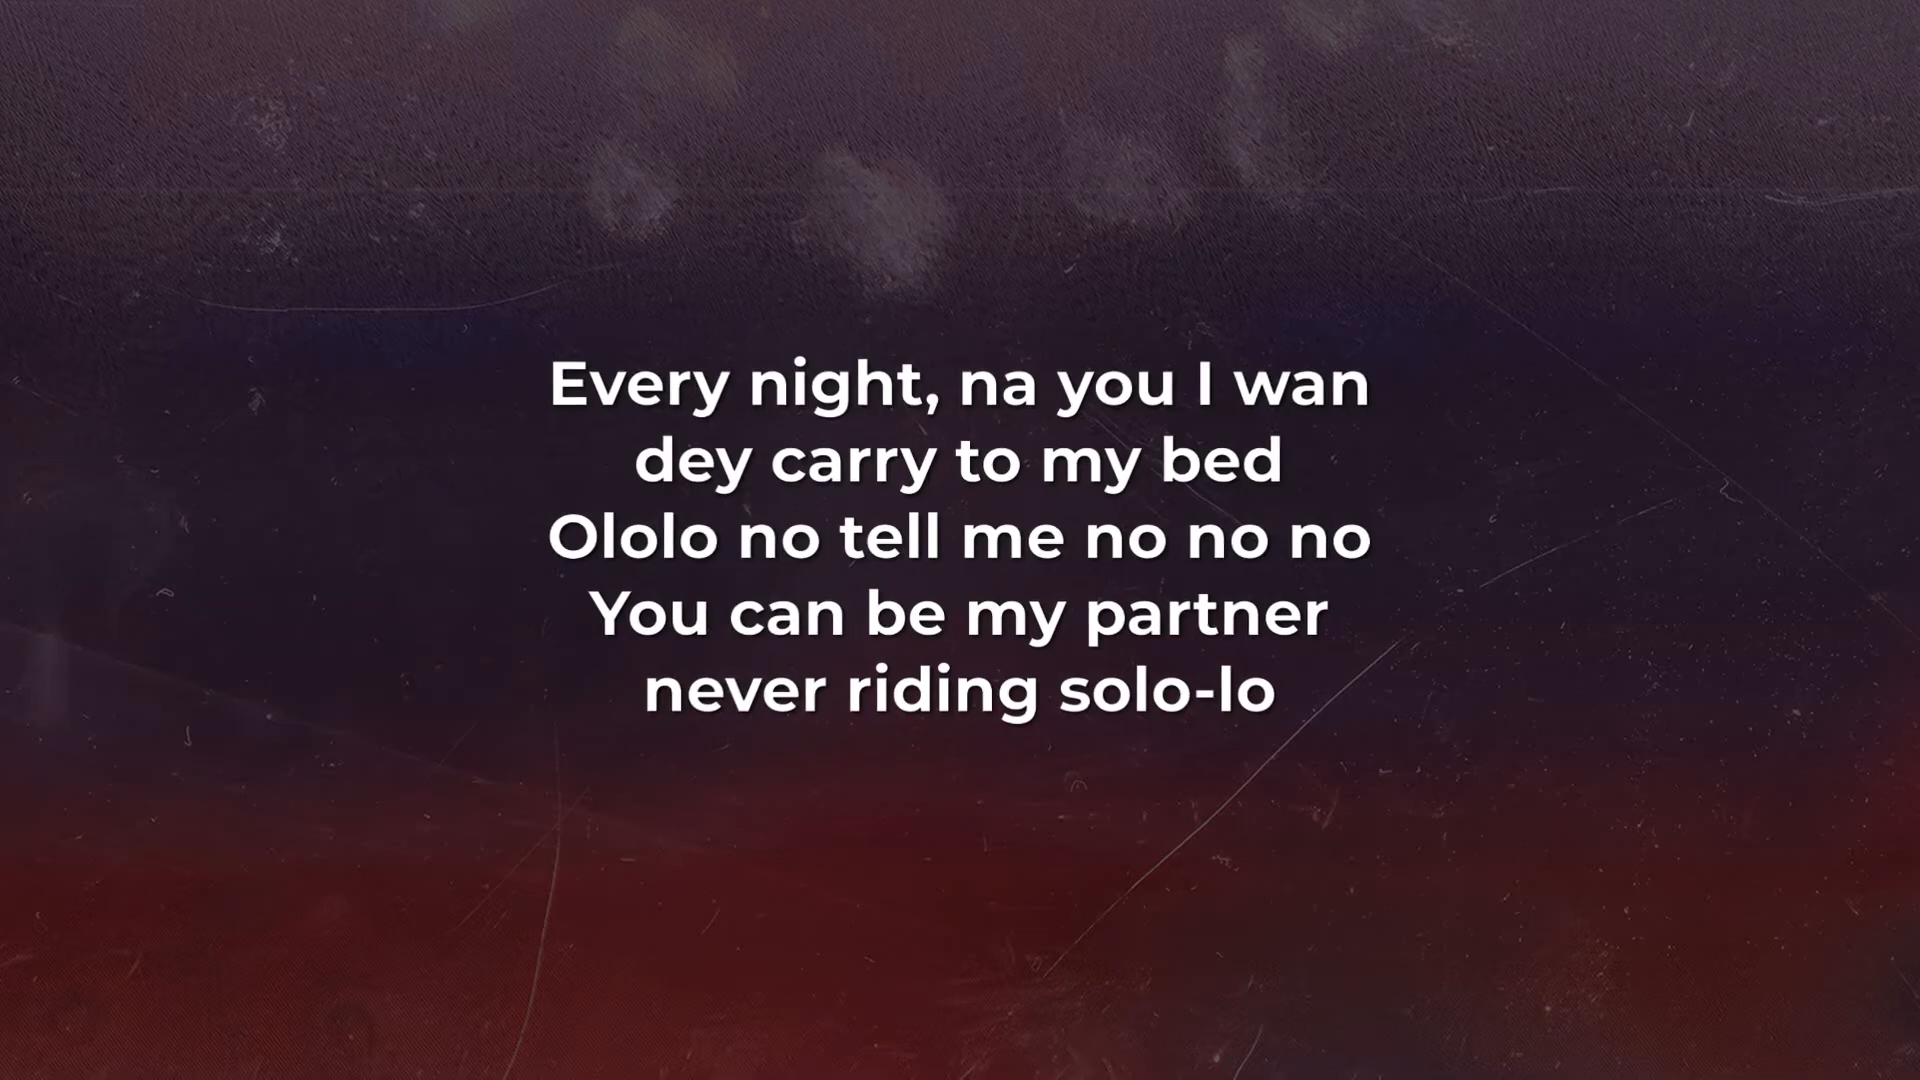 Every night, na you I wan
dey carry to my bed
Ololo no tell me no no no
You can be my partner
never riding solo-lo